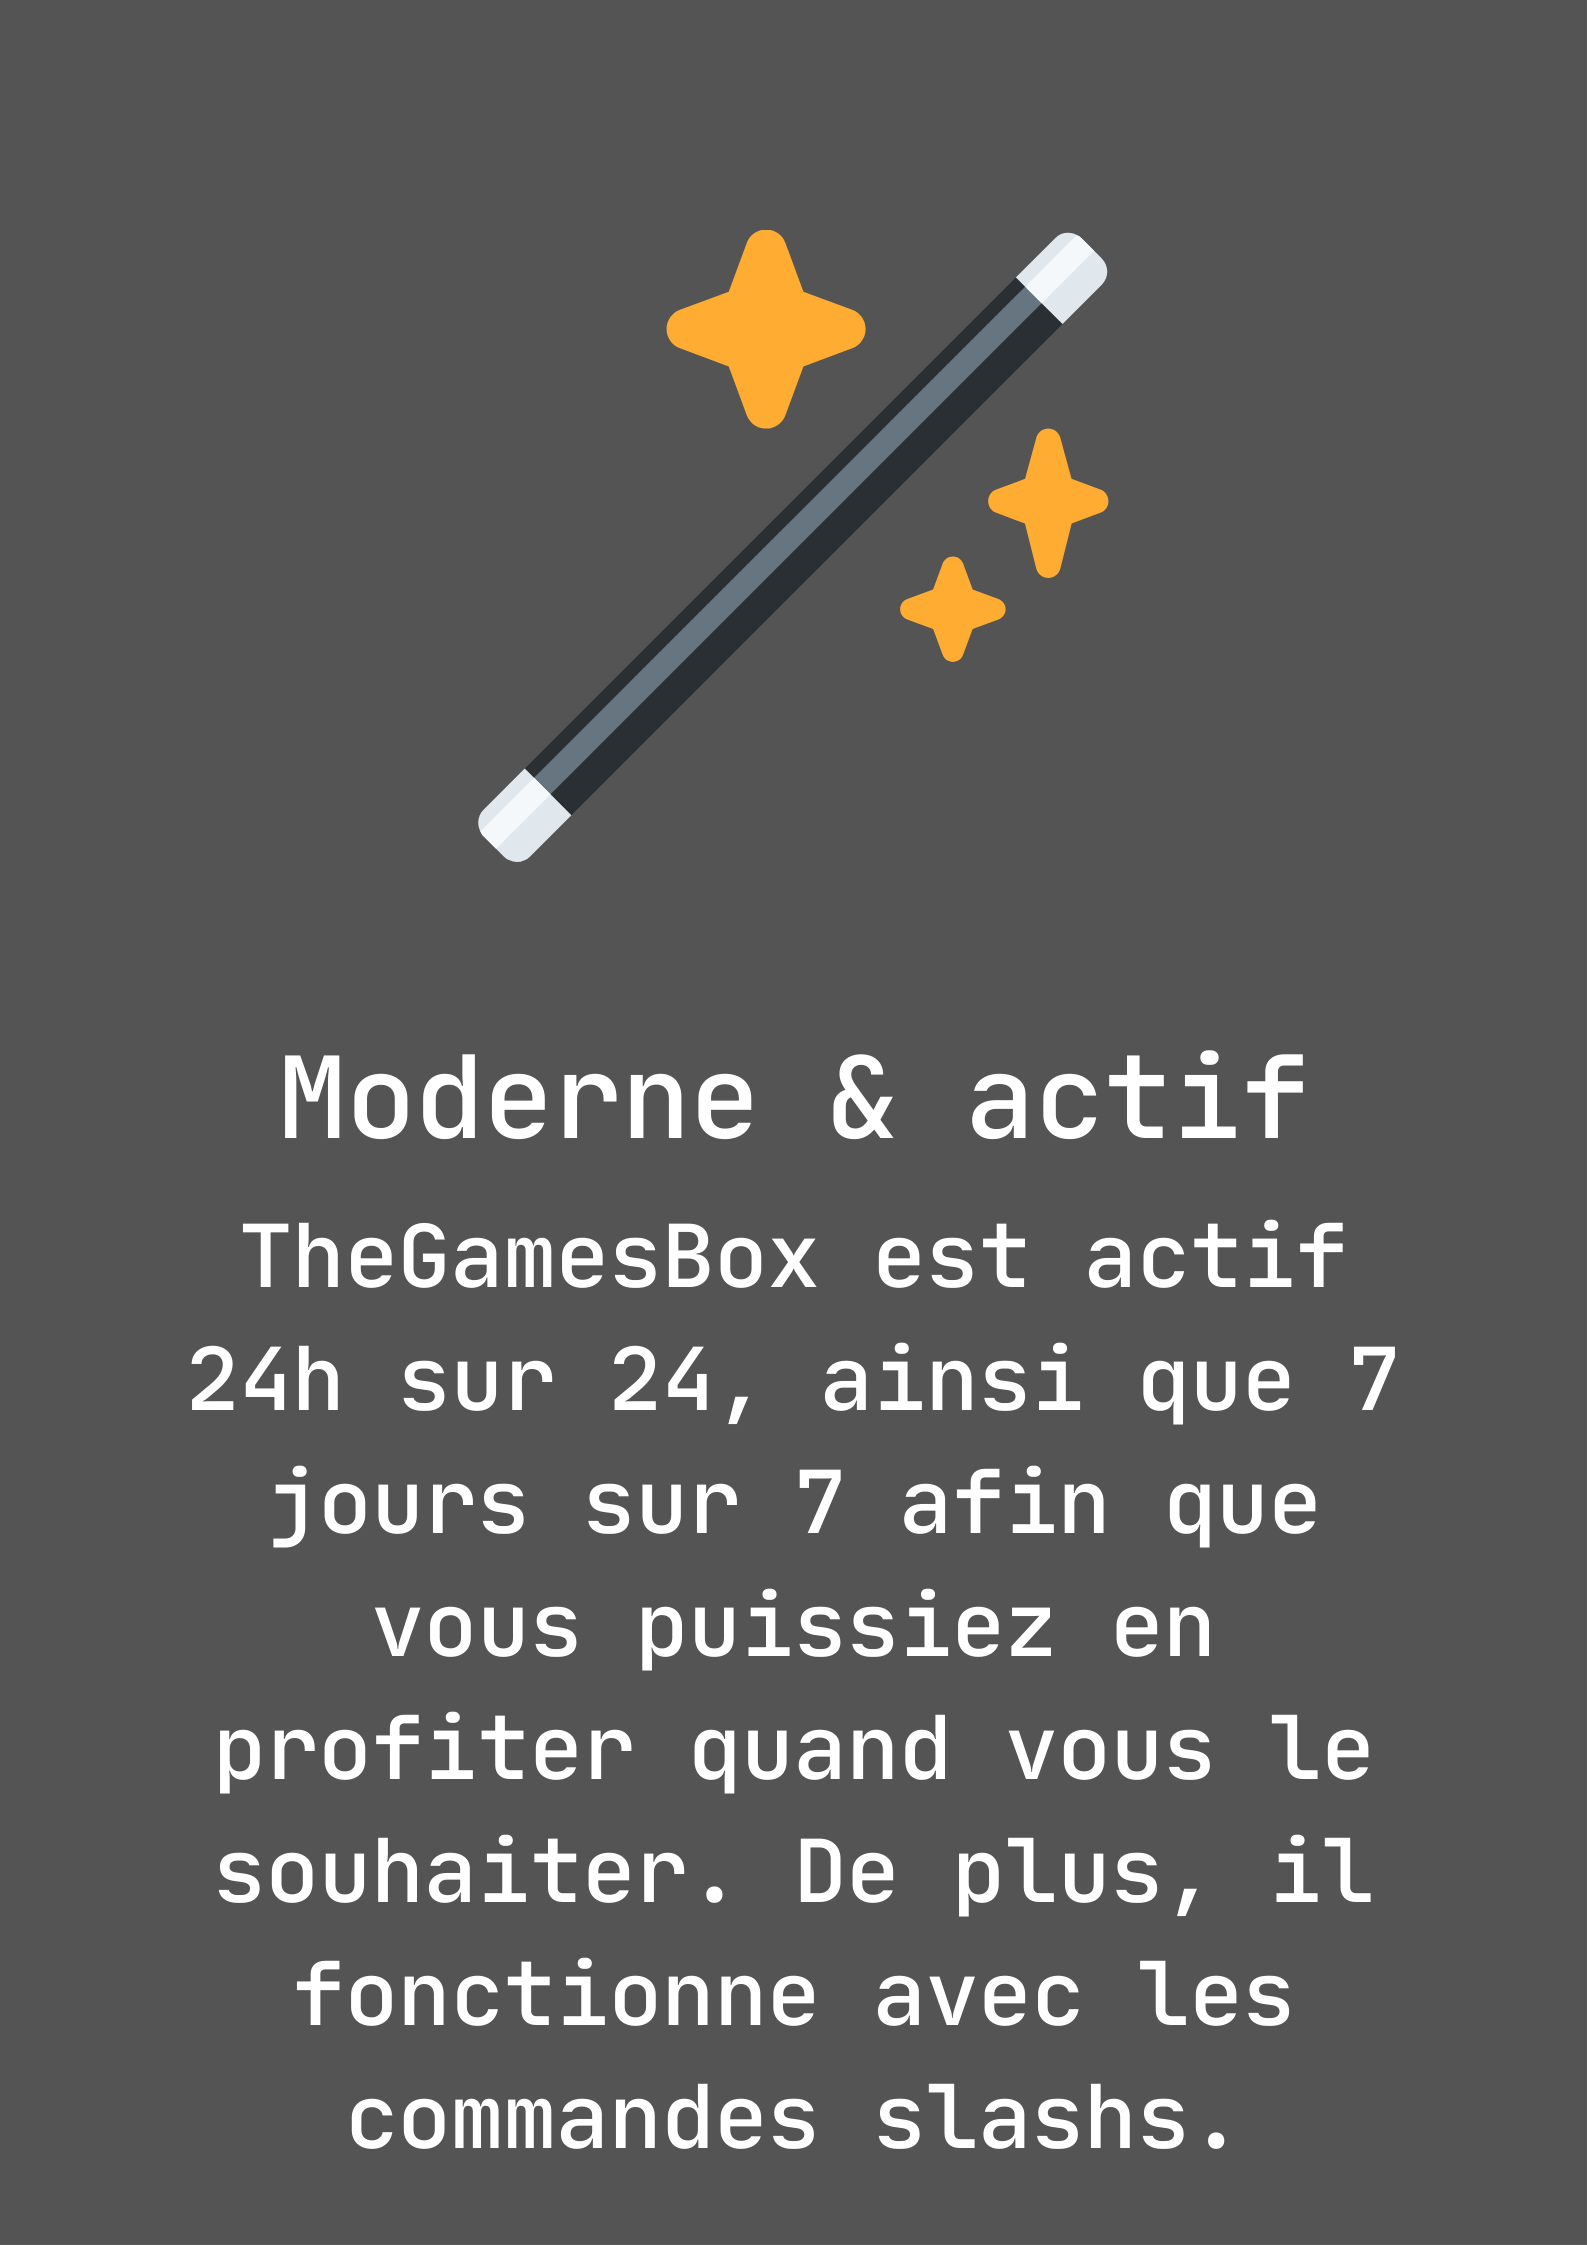 Moderne & actif
TheGamesBox est actif
24h sur 24, ainsi que 7
jours sur 7 afin que
vous puissiez en
profiter quand vous le
souhaiter. De plus, il
fonctionne avec les
commandes slashs.